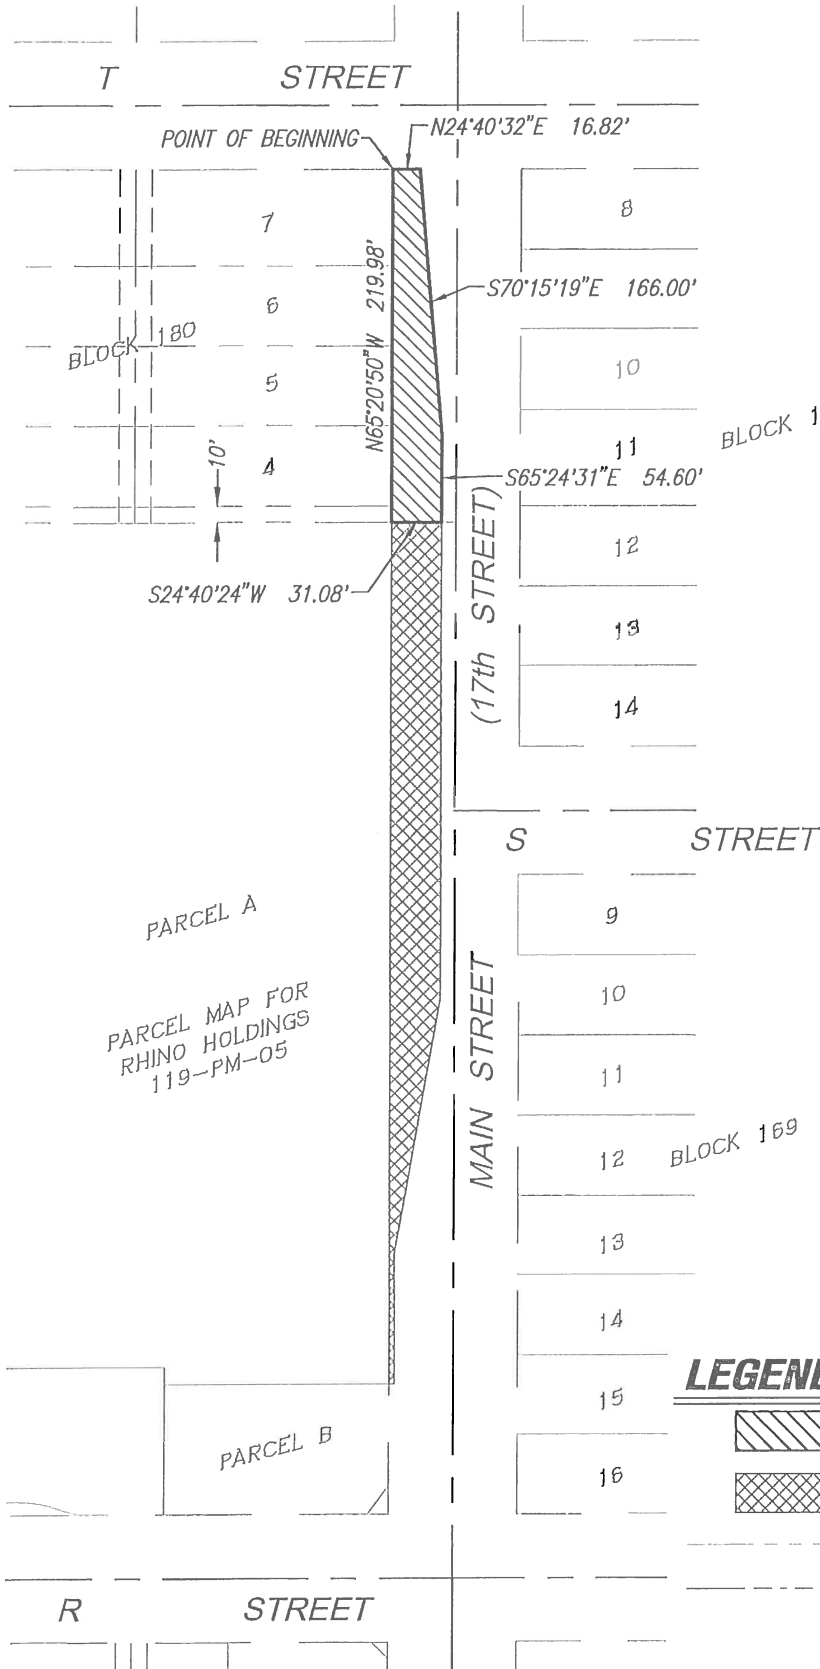 T STREET
POINT OF BEGINNING
N24°40'32"E 16.82'
7
8
N65°20'50"W 219.98'
S70°15'19"E 166.00'
6
BLOCK 180
10
5
11
BLOCK 1
10'
4
S65°24'31"E 54.60'
12
S24°40'24"W 31.08'
(17th STREET)
13
14
S STREET
PARCEL A
9
MAIN STREET
PARCEL MAP FOR
RHINO HOLDINGS
119-PM-05
10
11
12
BLOCK 169
13
14
LEGEND
15
PARCEL B
16
R STREET